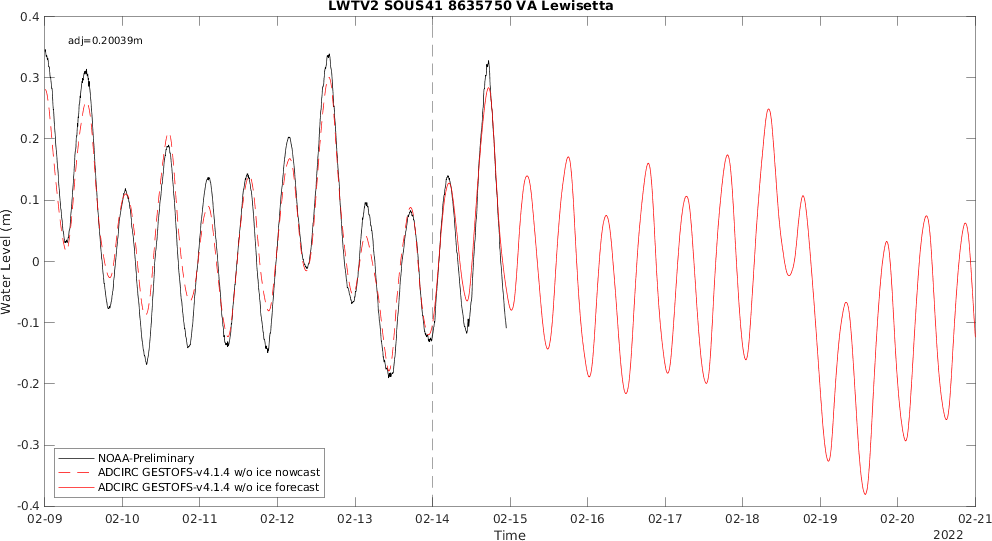 LWTV2 SOUS41 8635750 VA Lewisetta
adj=0.20039m
Water Level (m)
0.4
0.3
0.2
0.1
0
-0.1
-0.2
-0.3
-0.4
NOAA-Preliminary
ADCIRC GESTOFS-v4.1.4 w/o ice nowcast
ADCIRC GESTOFS-v4.1.4 w/o ice forecast
02-09 02-10 02-11 02-12 02-13 02-14 02-15 02-16 02-17 02-18 02-19 02-20 02-21
Time
2022